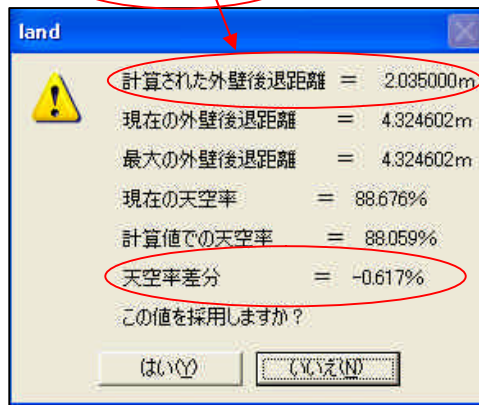 land
計算された外壁後退距離 = 2.035000m
現在の外壁後退距離 = 4.324602m
最大の外壁後退距離 = 4.324602m
現在の天空率 = 88.676%
計算値での天空率 = 88.059%
天空率差分 = -0.617%
この値を採用しますか?
はい(Y) いいえ(N)